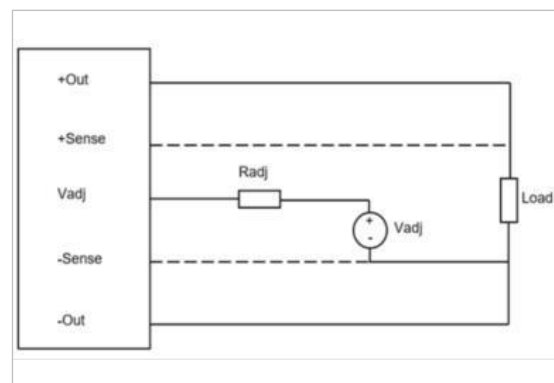 +Out
+Sense
Radj
Vadj
Load
+
Vadj
-
-Sense
-Out